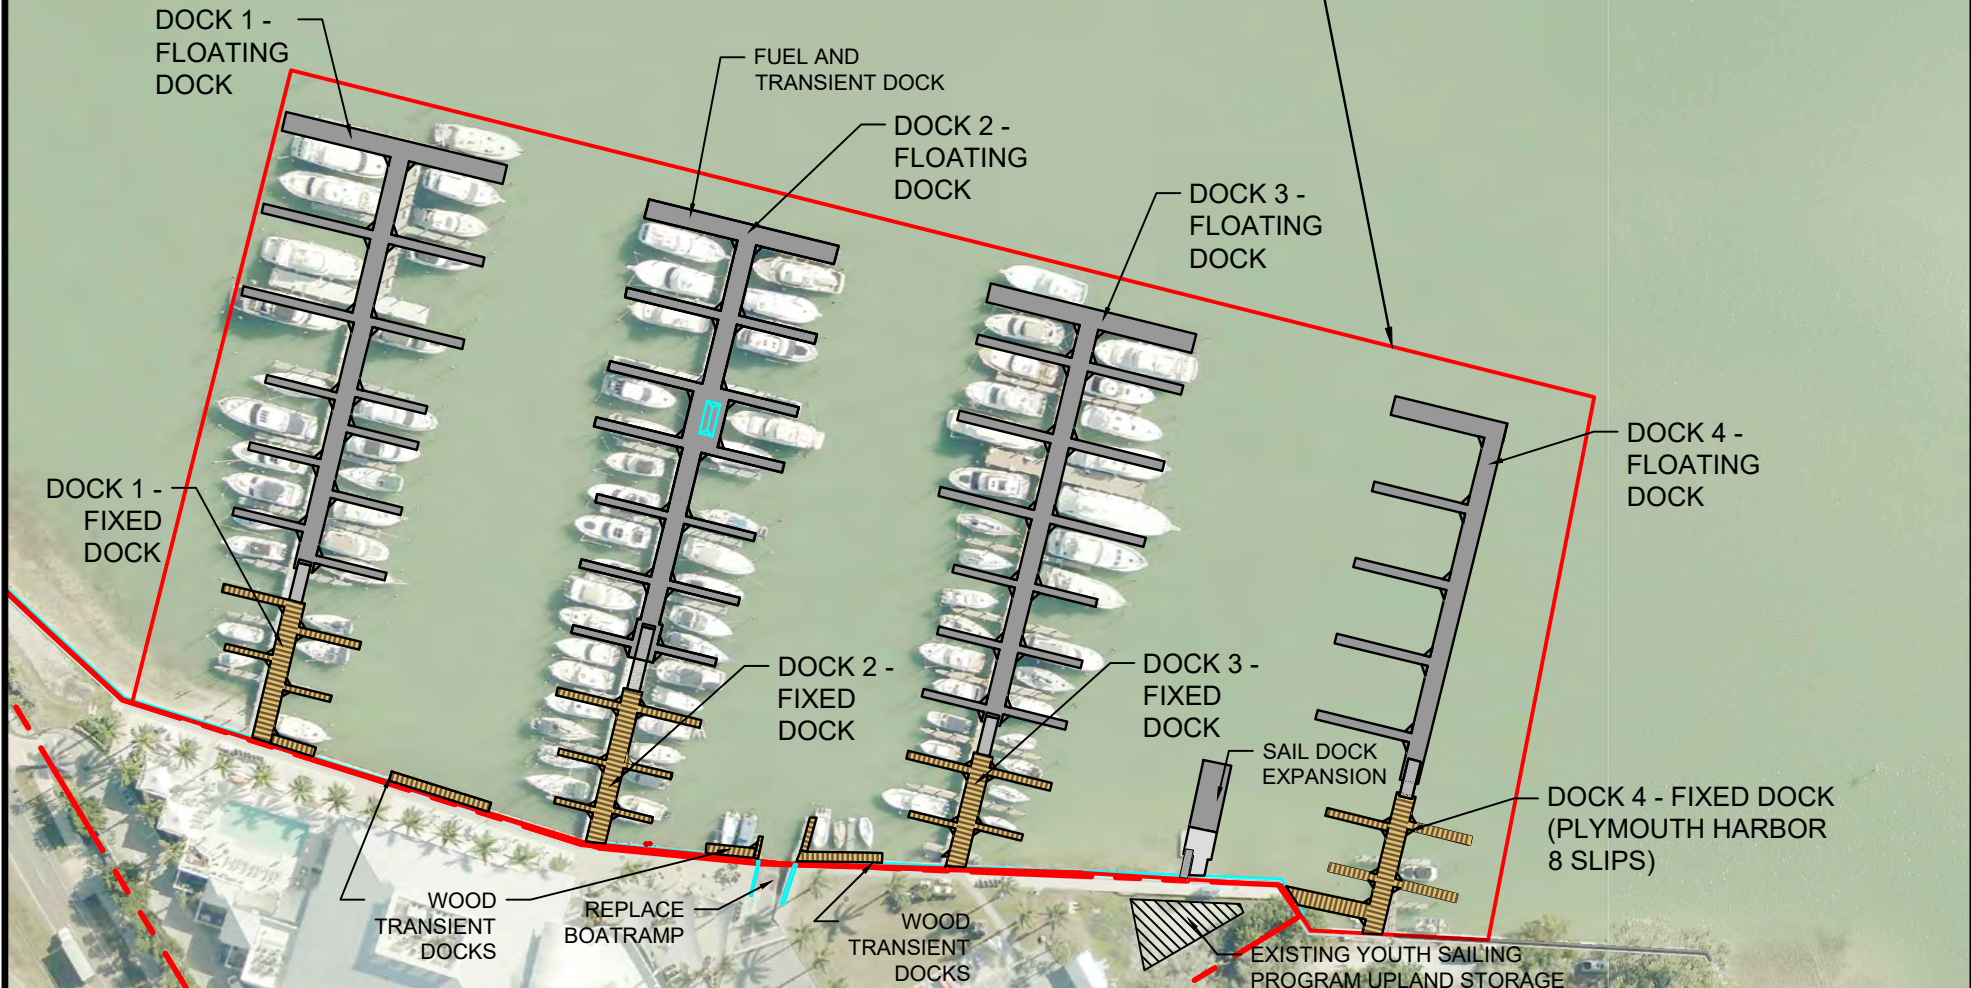 DOCK 1 -
FLOATING
DOCK
FUEL AND
TRANSIENT DOCK
DOCK 2 -
FLOATING
DOCK
DOCK 3 -
FLOATING
DOCK
DOCK 4 -
FLOATING
DOCK
DOCK 1 -
FIXED
DOCK
DOCK 2 -
FIXED
DOCK
DOCK 3 -
FIXED
DOCK
SAIL DOCK
EXPANSION
DOCK 4 - FIXED DOCK
(PLYMOUTH HARBOR
8 SLIPS)
WOOD
TRANSIENT
DOCKS
REPLACE
BOATRAMP
WOOD
TRANSIENT
DOCKS
EXISTING YOUTH SAILING
PROGRAM UPLAND STORAGE